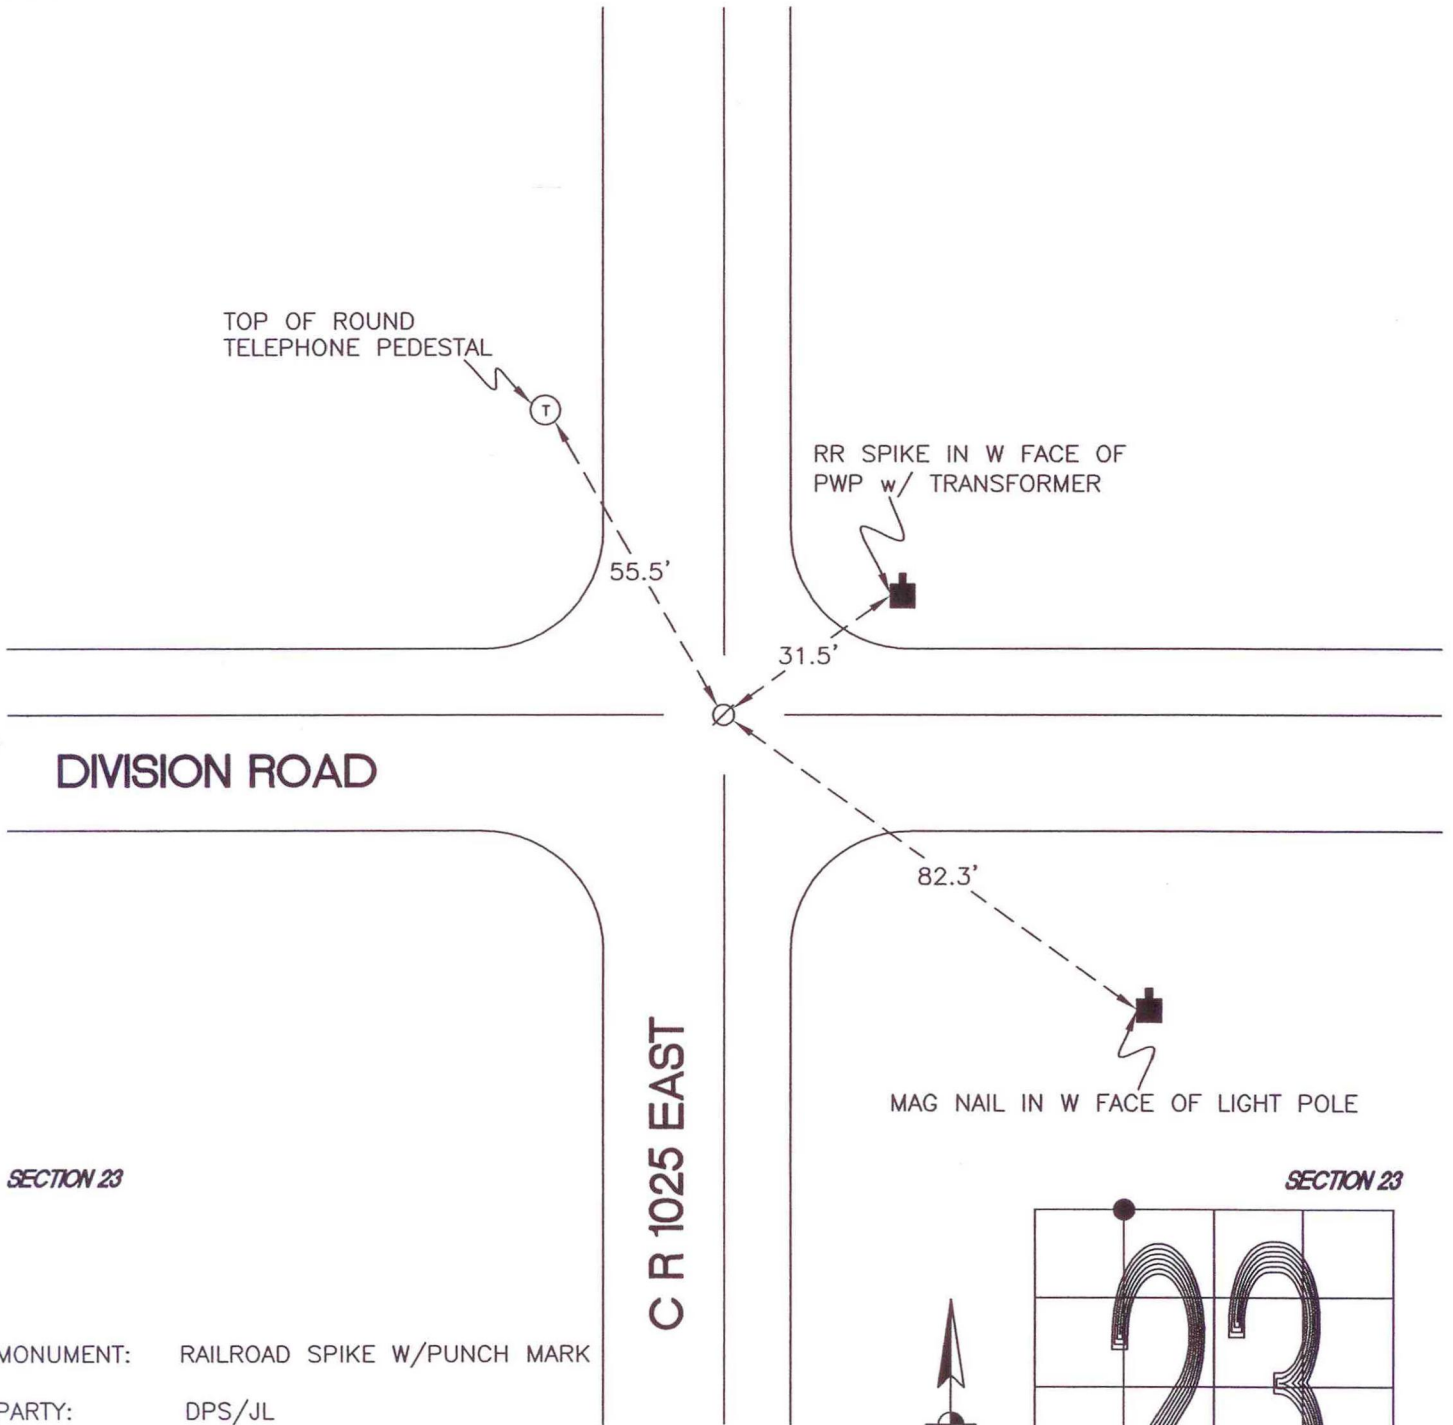 TOP OF ROUND
TELEPHONE PEDESTAL
T
RR SPIKE IN W FACE OF
PWP w/ TRANSFORMER
55.5'
31.5'
DIVISION ROAD
82.3'
C R 1025 EAST
MAG NAIL IN W FACE OF LIGHT POLE
SECTION 23
SECTION 23
23
MONUMENT: RAILROAD SPIKE W/PUNCH MARK
PARTY: DPS/JL